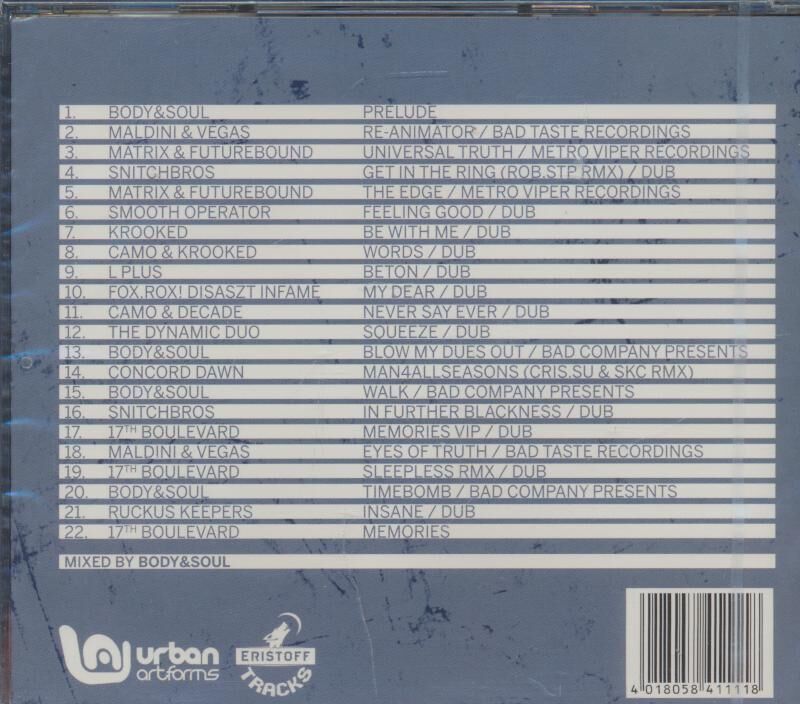 1. BODY&SOUL PRELUDE
2. MALDINI & VEGAS RE-ANIMATOR / BAD TASTE RECORDINGS
3. MATRIX & FUTUREBOUND UNIVERSAL TRUTH / METRO VIPER RECORDINGS
4. SNITCHBROS GET IN THE RING (ROB.STP RMX) / DUB
5. MATRIX & FUTUREBOUND THE EDGE / METRO VIPER RECORDINGS
6. SMOOTH OPERATOR FEELING GOOD / DUB
7. KROOKED BE WITH ME / DUB
8. CAMO & KROOKED WORDS / DUB
9. L PLUS BETON / DUB
10. FOX.ROX! DISASZT INFAME MY DEAR / DUB
11. CAMO & DECADE NEVER SAY EVER / DUB
12. THE DYNAMIC DUO SQUEEZE / DUB
13. BODY&SOUL BLOW MY DUES OUT / BAD COMPANY PRESENTS
14. CONCORD DAWN MAN4ALLSEASONS (CRIS.SU & SKC RMX)
15. BODY&SOUL WALK / BAD COMPANY PRESENTS
16. SNITCHBROS IN FURTHER BLACKNESS / DUB
17. 17TH BOULEVARD MEMORIES VIP / DUB
18. MALDINI & VEGAS EYES OF TRUTH / BAD TASTE RECORDINGS
19. 17TH BOULEVARD SLEEPLESS RMX / DUB
20. BODY&SOUL TIMEBOMB / BAD COMPANY PRESENTS
21. RUCKUS KEEPERS INSANE / DUB
22. 17TH BOULEVARD MEMORIES
MIXED BY BODY&SOUL
urban
artforms
ERISTOFF
TRACKS
4 018058 411118